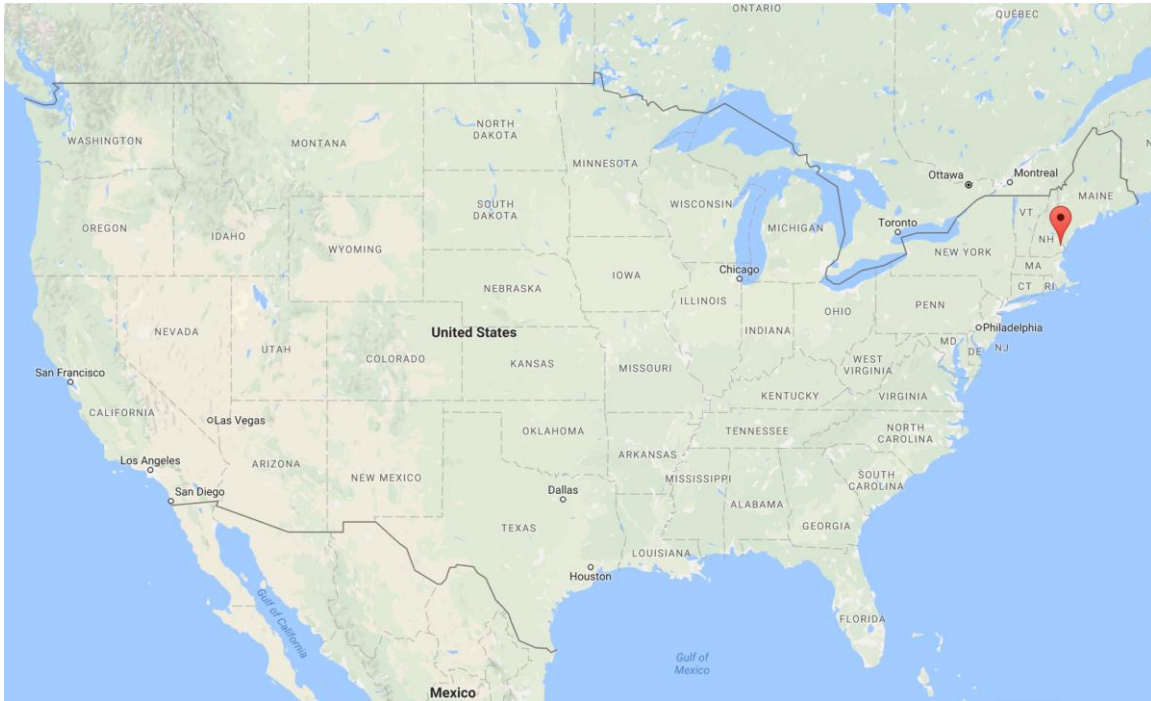 ONTARIO
QUÉBEC
WASHINGTON
MONTANA
NORTH
DAKOTA
MINNESOTA
Ottawa
Montreal
MAINE
SOUTH
DAKOTA
WISCONSIN
VT
OREGON
IDAHO
WYOMING
MICHIGAN
Toronto
NH
NEW YORK
MA
Chicago
IOWA
NEBRASKA
ILLINOIS
INDIANA
OHIO
PENN
CT
RI
NEVADA
UTAH
COLORADO
United States
KANSAS
MISSOURI
WEST
VIRGINIA
Philadelphia
MD
DE
NJ
San Francisco
CALIFORNIA
KENTUCKY
VIRGINIA
Las Vegas
OKLAHOMA
TENNESSEE
NORTH
CAROLINA
Los Angeles
ARIZONA
NEW MEXICO
ARKANSAS
MISSISSIPPI
SOUTH
CAROLINA
San Diego
Dallas
ALABAMA
GEORGIA
TEXAS
LOUISIANA
Houston
Gulf of California
FLORIDA
Gulf of
Mexico
Mexico